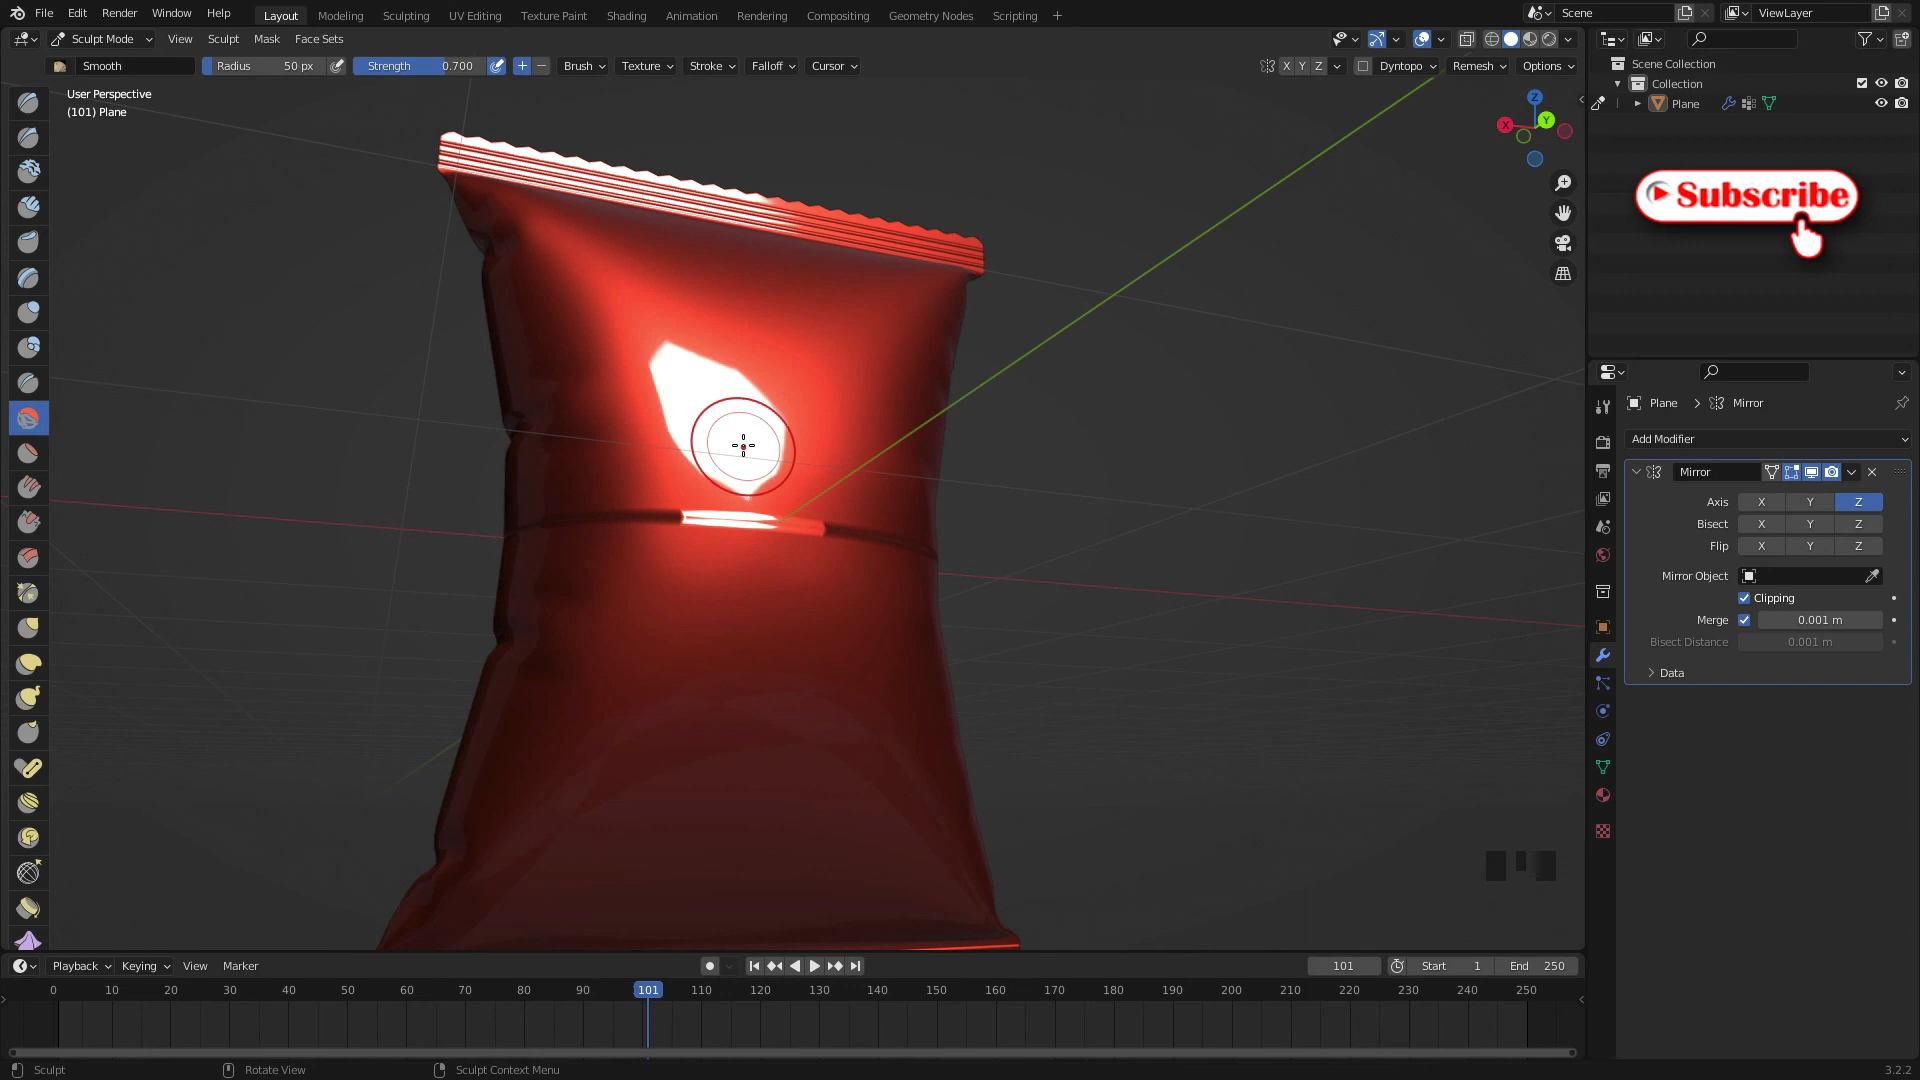 File Edit Render Window Help Layout Modeling Sculpting UV Editing Texture Paint Shading Animation Rendering Compositing Geometry Nodes Scripting + Scene ViewLayer
Sculpt Mode View Sculpt Mask Face Sets
Smooth Radius 50 px Strength 0.700 Brush Texture Stroke Falloff Cursor X Y Z Dyntopo Remesh Options
User Perspective
(101) Plane
Z
X Y
Scene Collection
Collection
Plane
Subscribe
Plane > Mirror
Add Modifier
Mirror
Axis X Y Z
Bisect X Y Z
Flip X Y Z
Mirror Object
Clipping
Merge 0.001 m
Bisect Distance 0.001 m
Data
Playback Keying View Marker 101 Start 1 End 250
0 10 20 30 40 50 60 70 80 90 101 110 120 130 140 150 160 170 180 190 200 210 220 230 240 250
Sculpt Rotate View Sculpt Context Menu 3.2.2